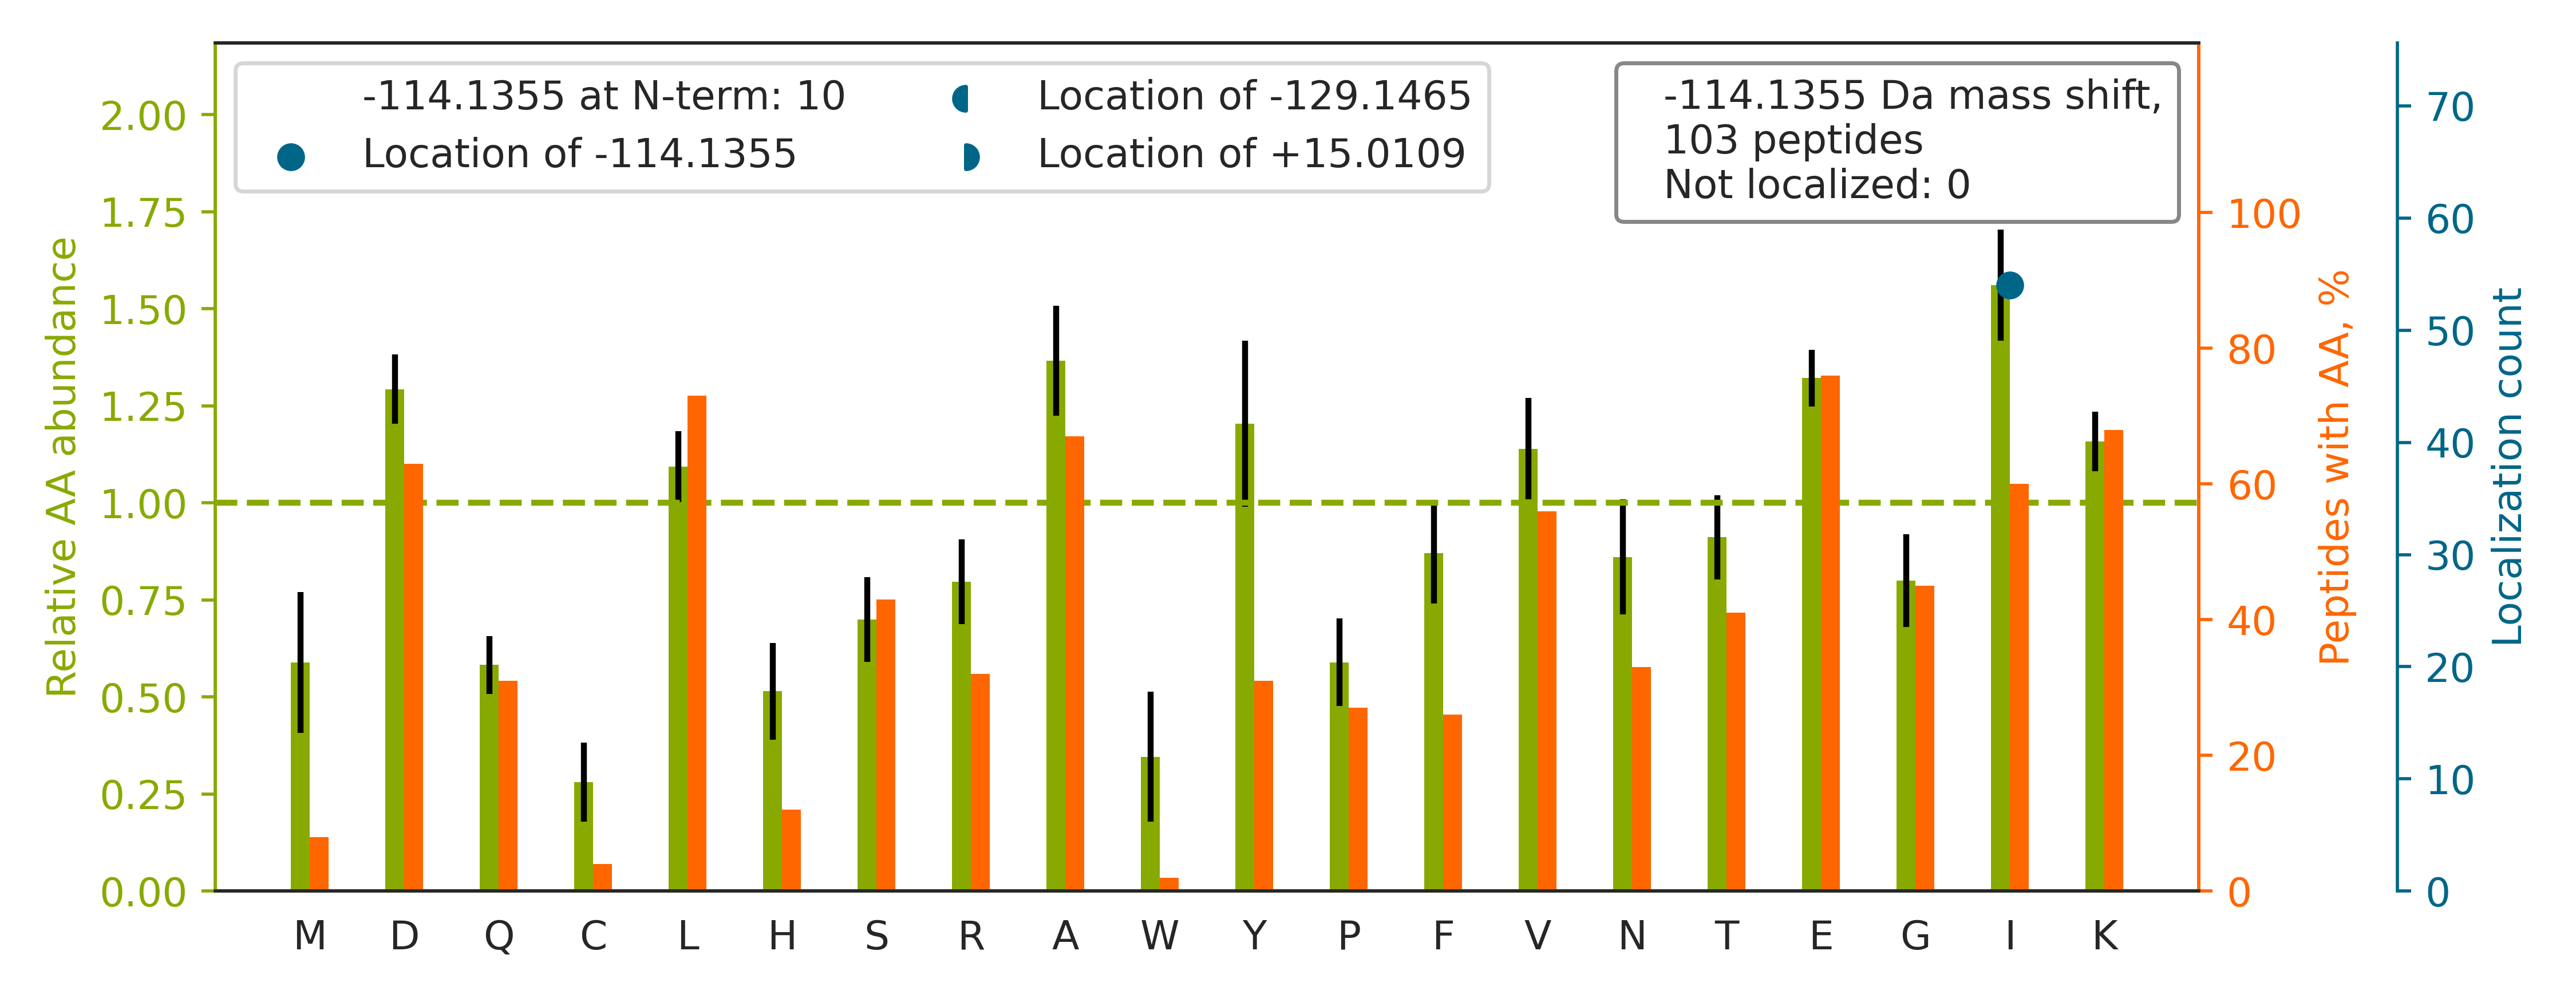 -114.1355 at N-term: 10
Location of -114.1355
Location of -129.1465
Location of +15.0109
-114.1355 Da mass shift,
103 peptides
Not localized: 0
Relative AA abundance
2.00
1.75
1.50
1.25
1.00
0.75
0.50
0.25
0.00
M D Q C L H S R A W Y P F V N T E G I K
100
80
60
40
20
0
Peptides with AA, %
70
60
50
40
30
20
10
0
Localization count